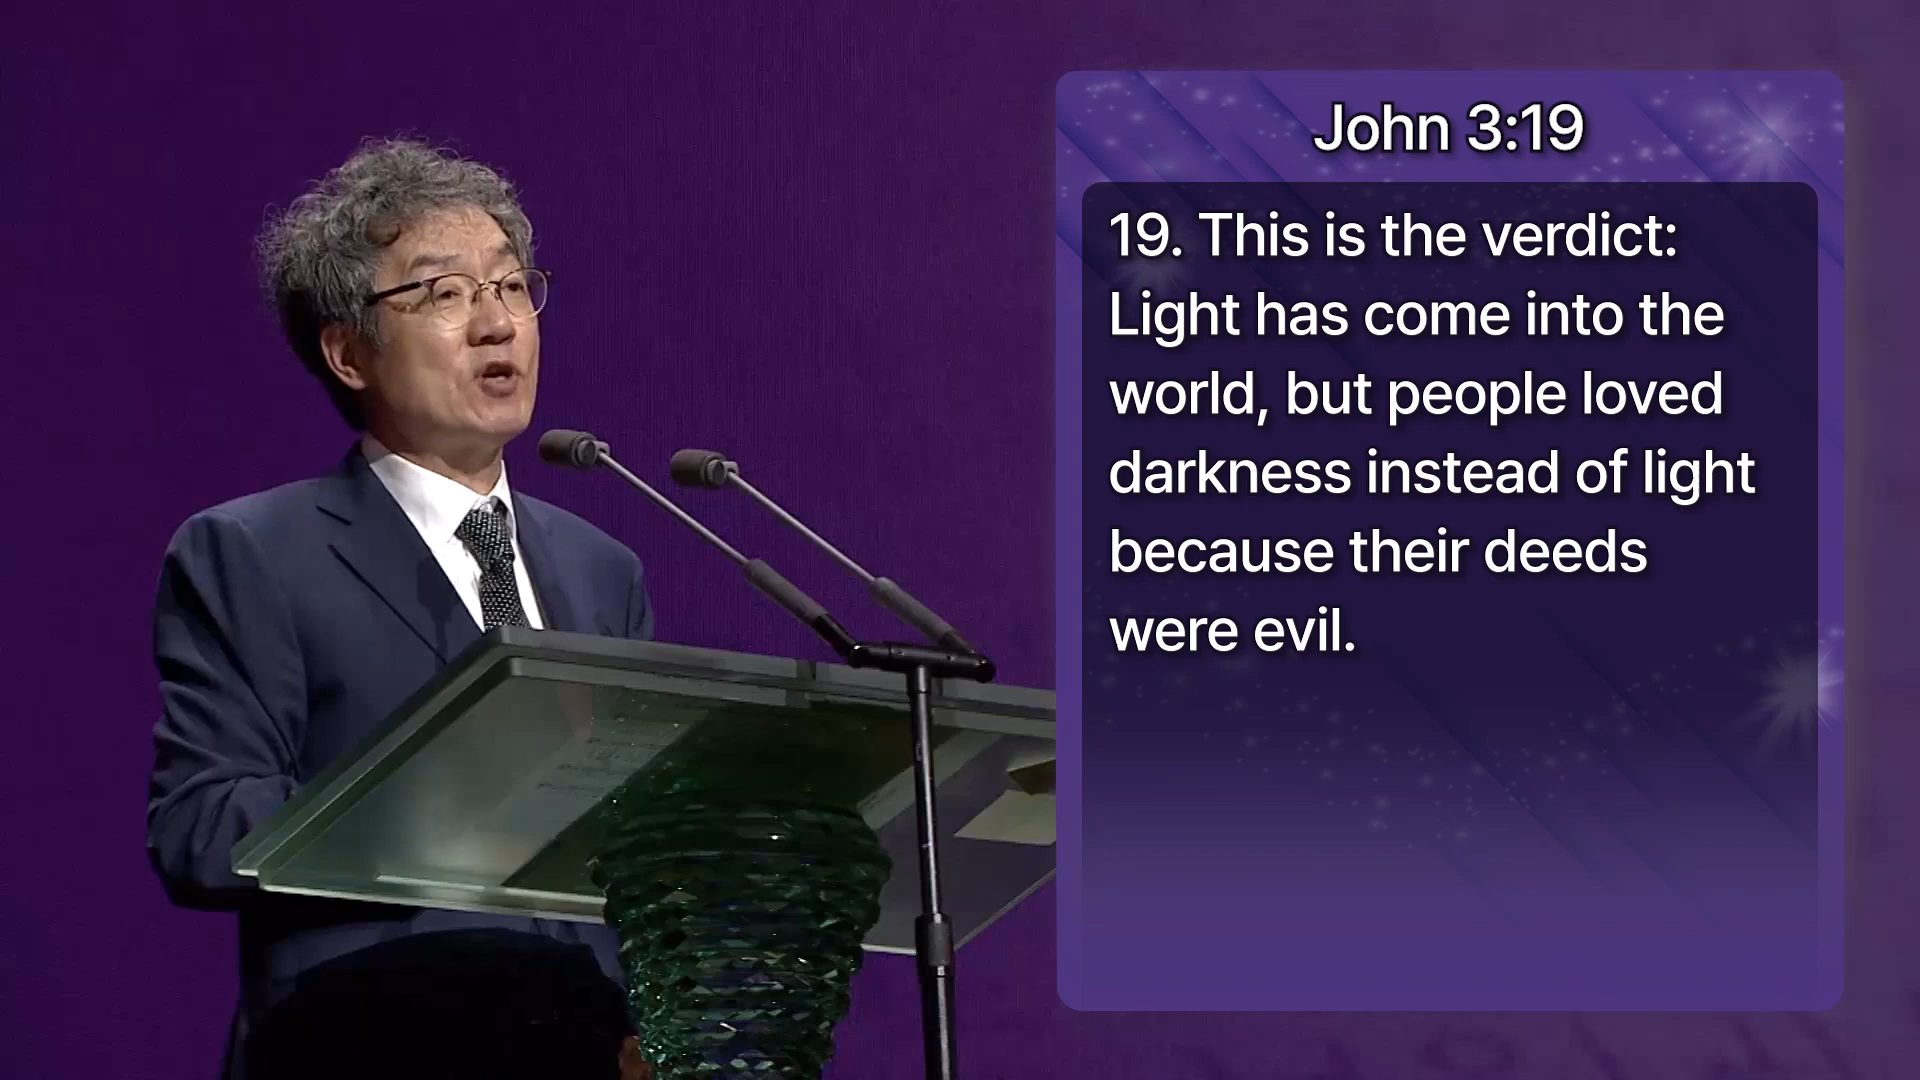 John 3:19
19. This is the verdict:
Light has come into the
world, but people loved
darkness instead of light
because their deeds
were evil.